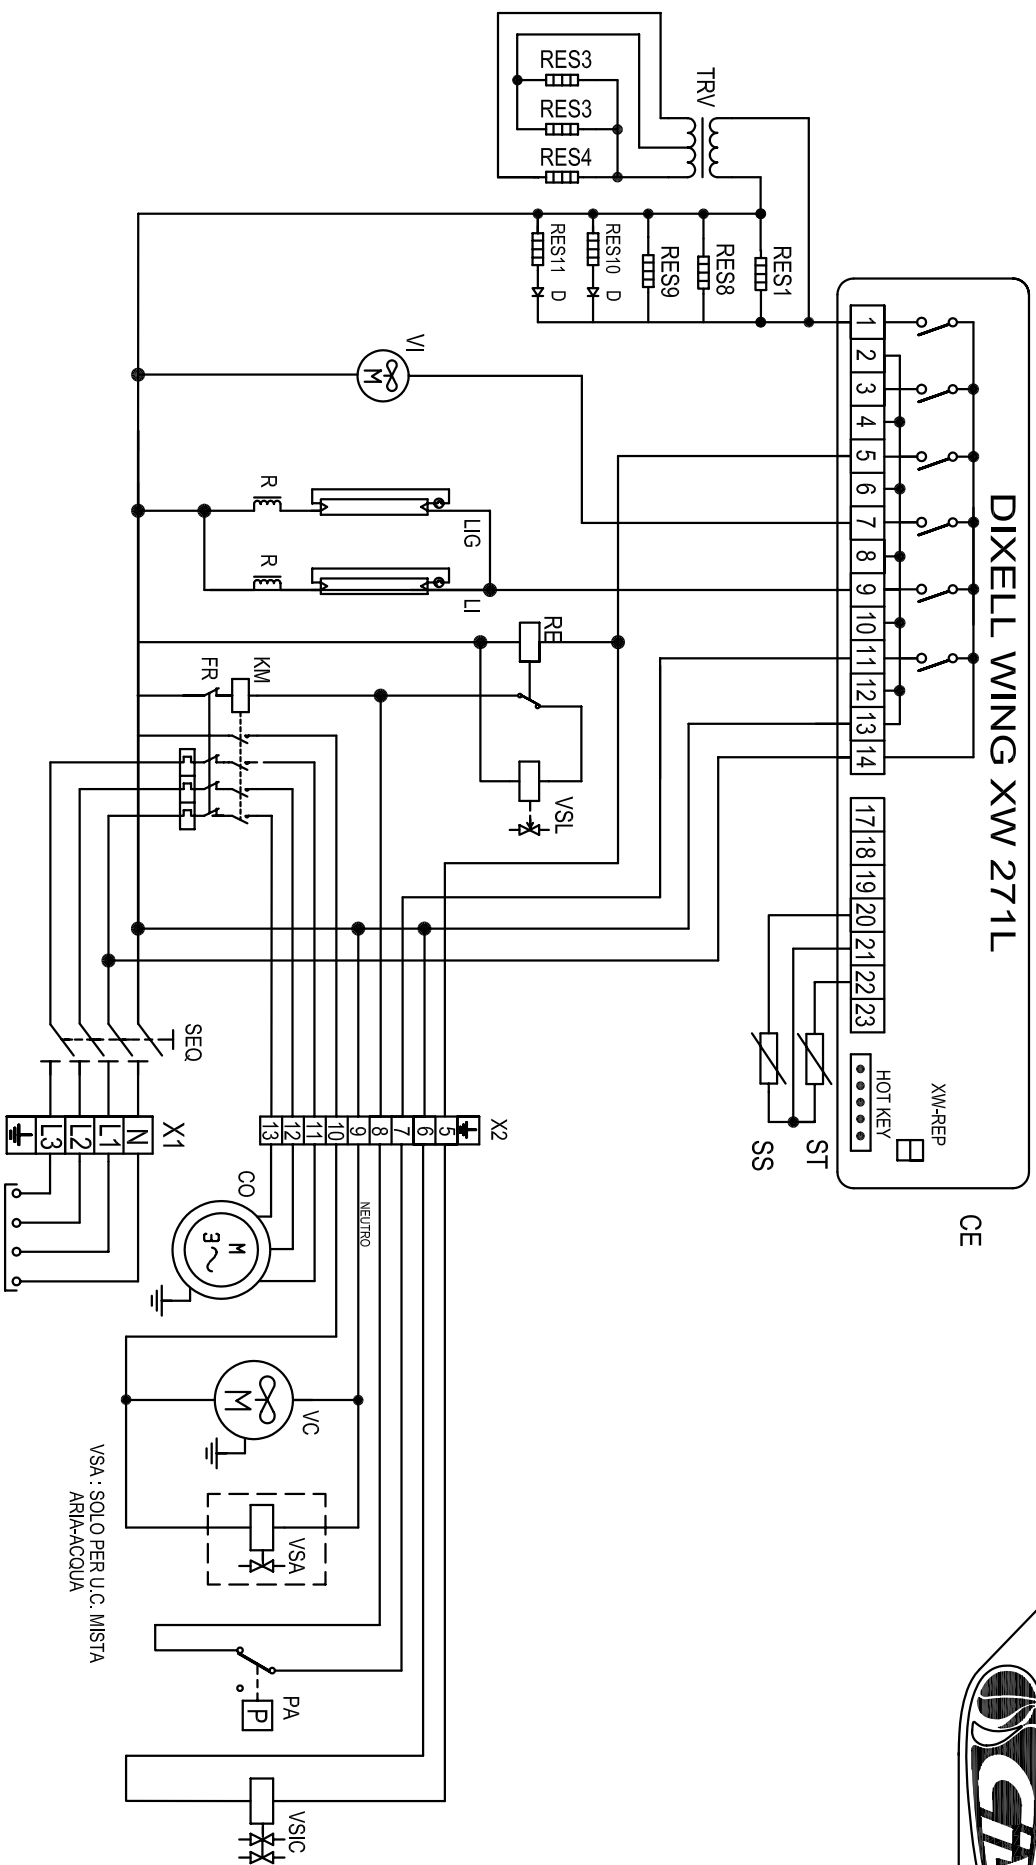 DIXELL WING XW 271L
CE
1 2 3 4 5 6 7 8 9 10 11 12 13 14
17 18 19 20 21 22 23
HOT KEY
XW-REP
ST
SS
TRV
RES3
RES3
RES4
RES1
RES8
RES9
RES10 D
RES11 D
VI
M
R
LIG
R
LI
RE
KM
FR
VSL
SEQ
X2
5 6 7 8 9 10 11 12 13
NEUTRO
X1
N L1 L2 L3
CO
M
3~
VC
M
VSA
VSA : SOLO PER U.C. MISTA
ARIA-ACQUA
PA
P
VSIC